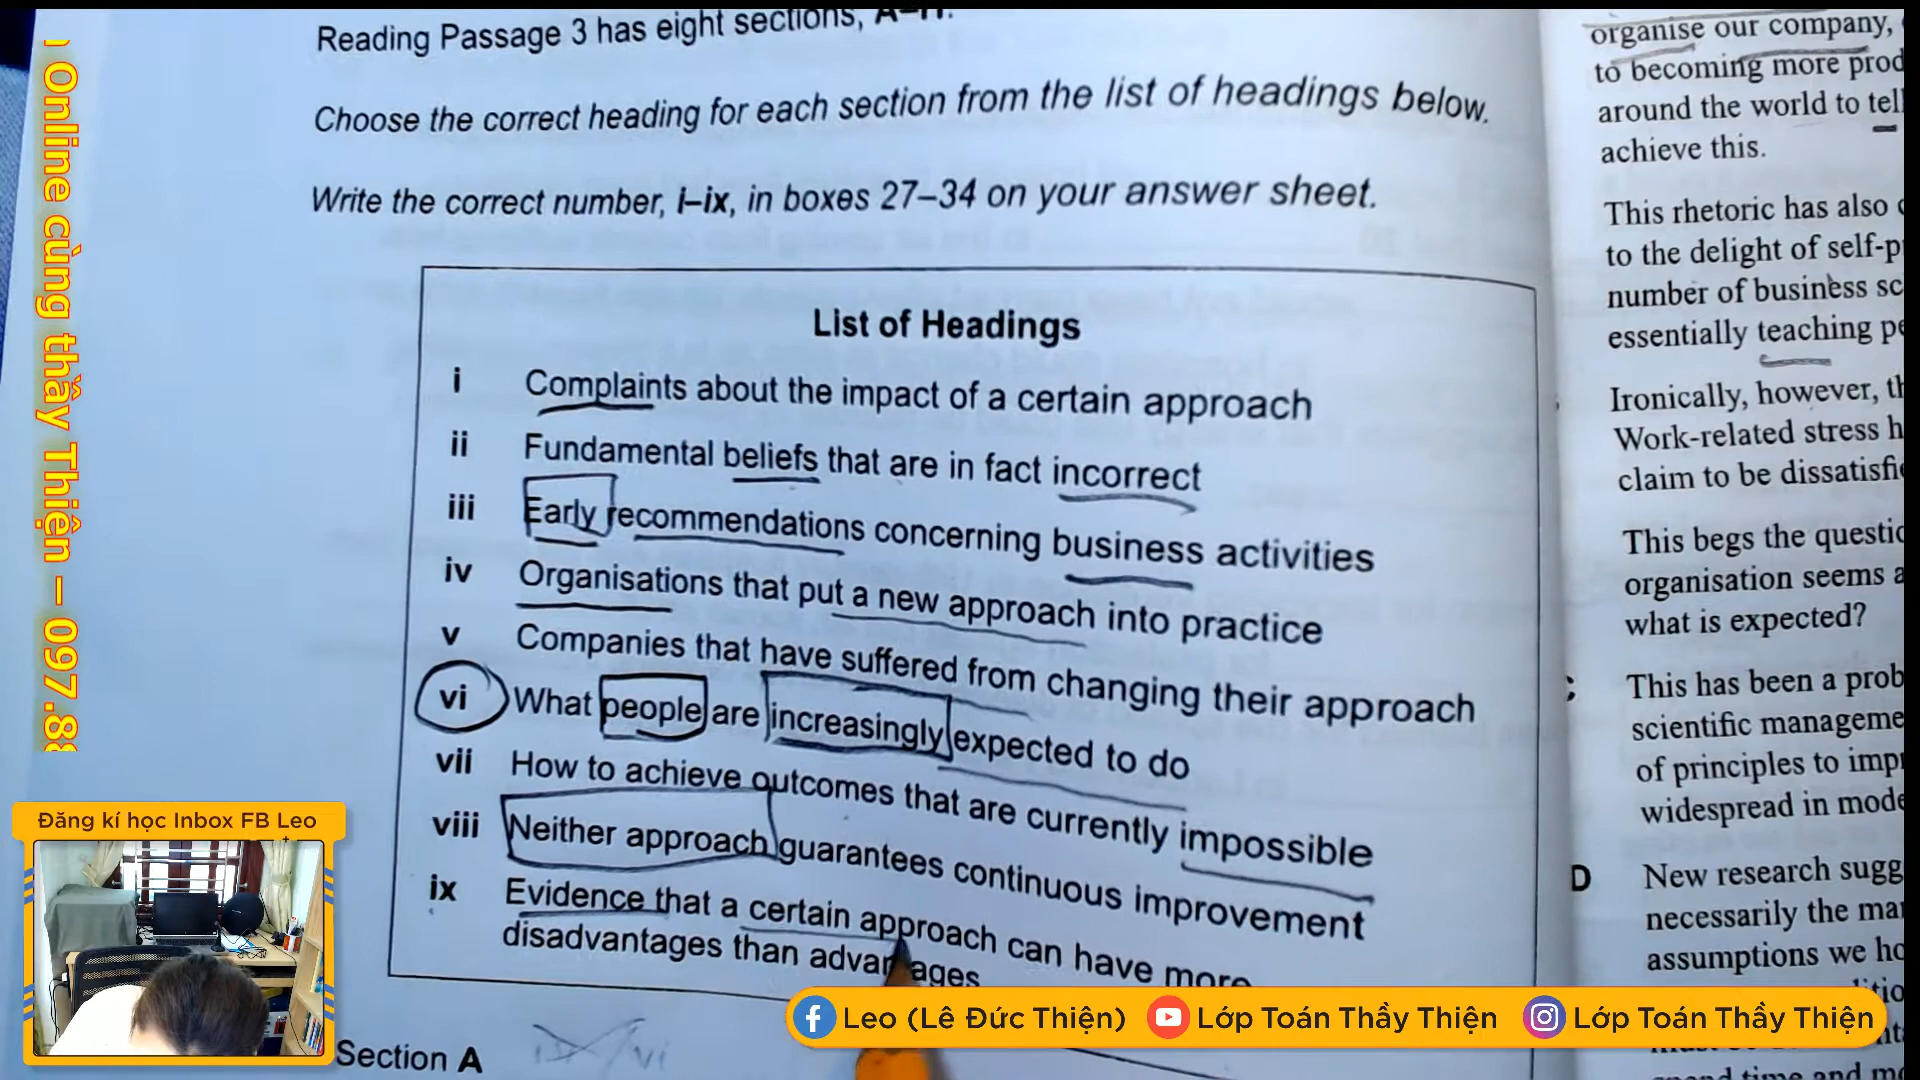 Online cùng thầy Thiện – 097.88
Reading Passage 3 has eight sections, A–H.
Choose the correct heading for each section from the list of headings below.
Write the correct number, i–ix, in boxes 27–34 on your answer sheet.
List of Headings
i Complaints about the impact of a certain approach
ii Fundamental beliefs that are in fact incorrect
iii Early recommendations concerning business activities
iv Organisations that put a new approach into practice
v Companies that have suffered from changing their approach
vi What people are increasingly expected to do
vii How to achieve outcomes that are currently impossible
viii Neither approach guarantees continuous improvement
ix Evidence that a certain approach can have more
disadvantages than advantages
Section A vi
organise our company,
to becoming more prod
around the world to tell
achieve this.
This rhetoric has also
to the delight of self-p
number of business sc
essentially teaching pe
Ironically, however, th
Work-related stress h
claim to be dissatisfi
This begs the questio
organisation seems a
what is expected?
This has been a prob
scientific manageme
of principles to imp
widespread in mode
D New research sugg
necessarily the ma
assumptions we ho
spend time and mo
Đăng kí học Inbox FB Leo
Leo (Lê Đức Thiện) Lớp Toán Thầy Thiện Lớp Toán Thầy Thiện